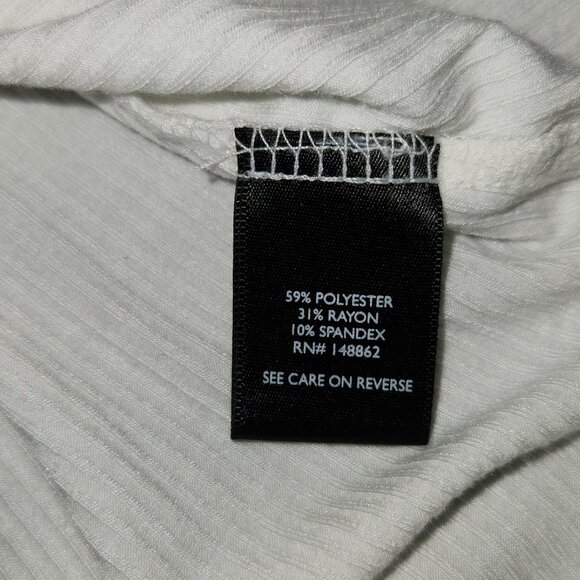 59% POLYESTER
31% RAYON
10% SPANDEX
RN# 148862
SEE CARE ON REVERSE